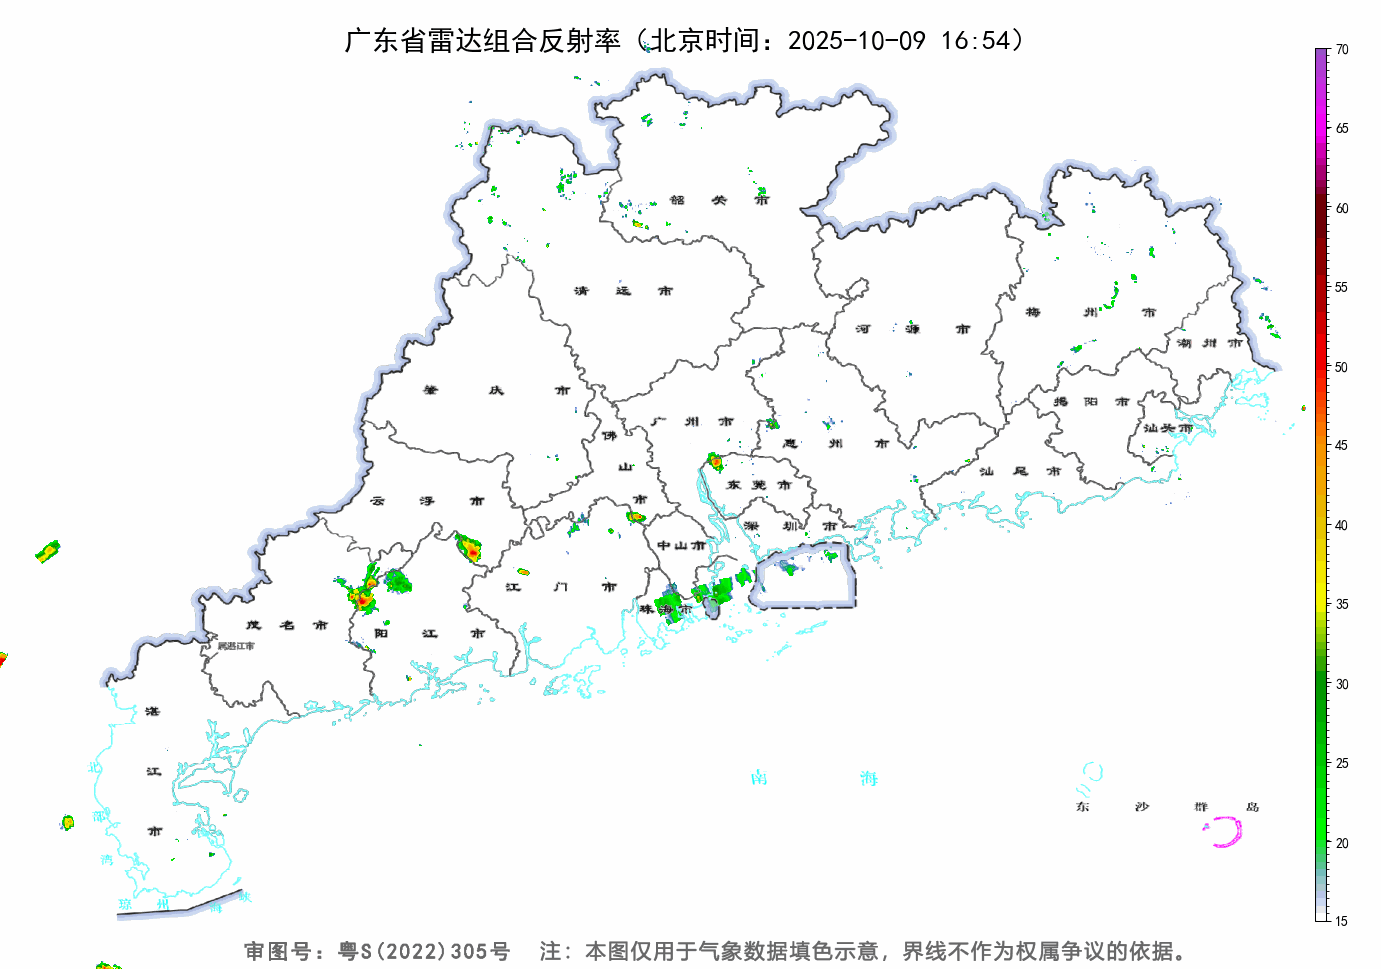 广东省雷达组合反射率（北京时间：2025-10-09 16:54）
70
65
60
55
50
45
40
35
30
25
20
15
韶关市
清远市
河源市
梅州市
潮州市
肇庆市
广州市
佛山市
惠州市
揭阳市
汕头市
汕尾市
东莞市
云浮市
深圳市
中山市
江门市
珠海市
茂名市
阳江市
属湛江市
湛江市
北部湾
琼州海峡
南海
东沙群岛
审图号：粤S(2022)305号 注：本图仅用于气象数据填色示意，界线不作为权属争议的依据。